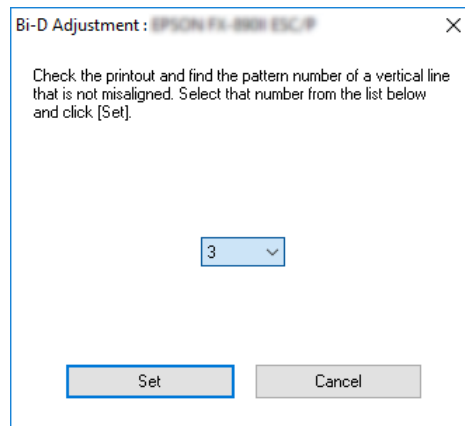 Bi-D Adjustment :
Check the printout and find the pattern number of a vertical line
that is not misaligned. Select that number from the list below
and click [Set].
3
Set
Cancel